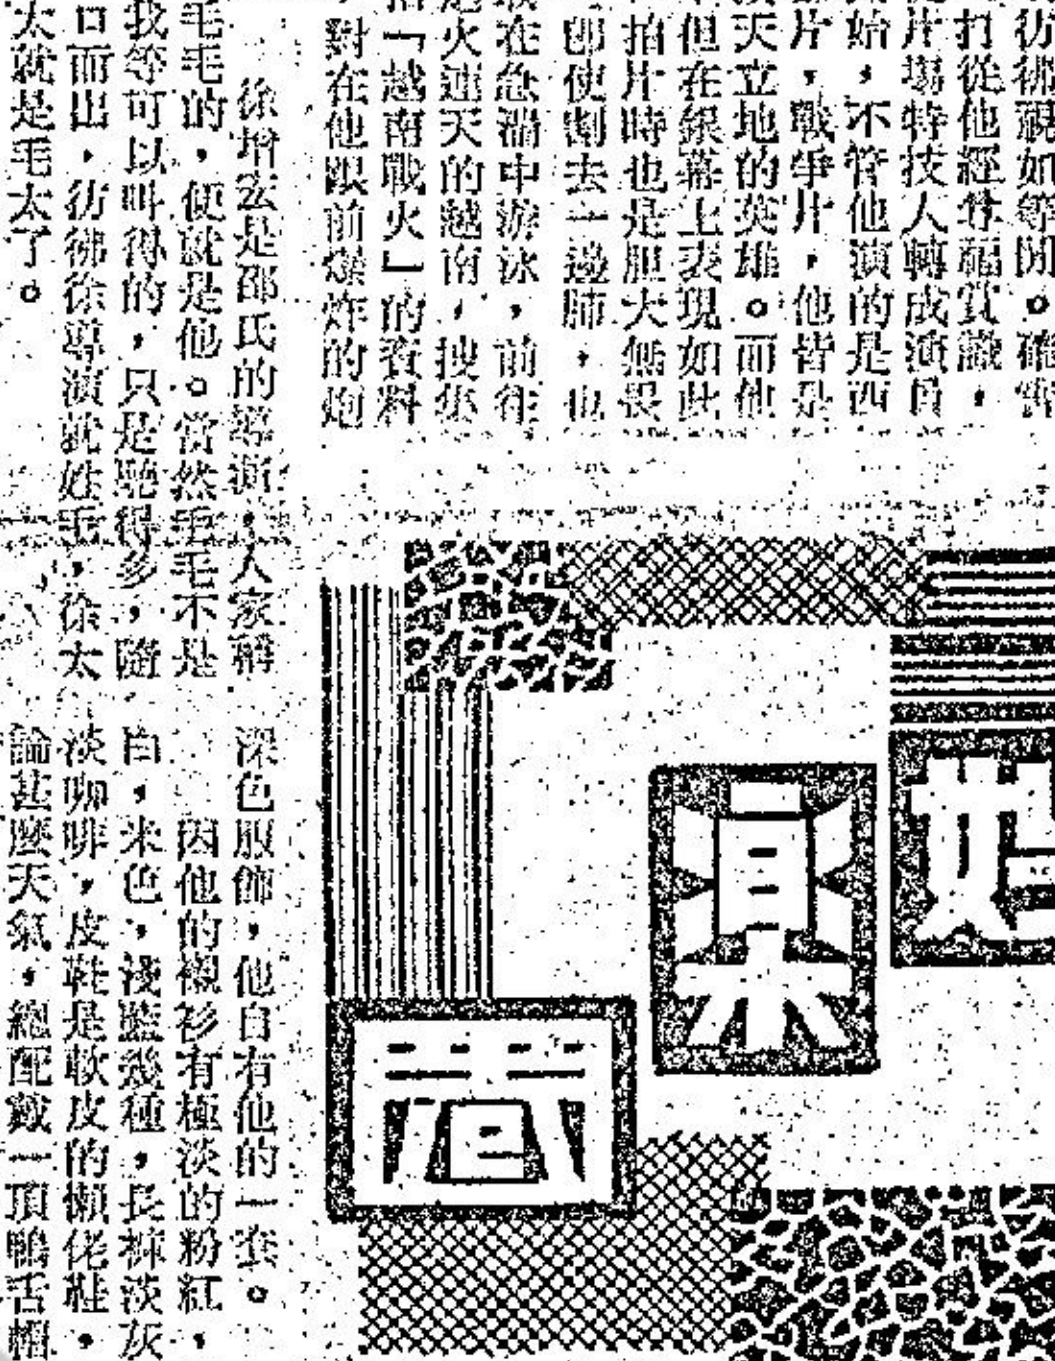 彷彿視如等閒。確實
打從他經尊福賞識，
從片場特技人轉成演員
始，不管他演的是西
片，戰爭片，他皆是
天立地的英雄。而他
但在銀幕上表現如此
拍片時也是胆大無畏
即使割去一邊肺，也
在急湍中游泳，前往
火連天的越南，搜集
「越南戰火」的資料
，對在他眼前爆炸的炮
徐增宏是邵氏的導演，人家稱
毛毛的，便就是他。當然毛毛不是
我等可以叫得的，只是聽得多，隨
口而出，彷彿徐導演就姓毛，徐太
太就是毛太了。
樂
深色服飾，他自有他的一套。
因他的襯衫有極淡的粉紅，
白，米色，淺藍幾種，長褲淡灰
淡咖啡，皮鞋是軟皮的懶佬鞋，
論甚麼天氣，總配戴一頂鴨舌帽